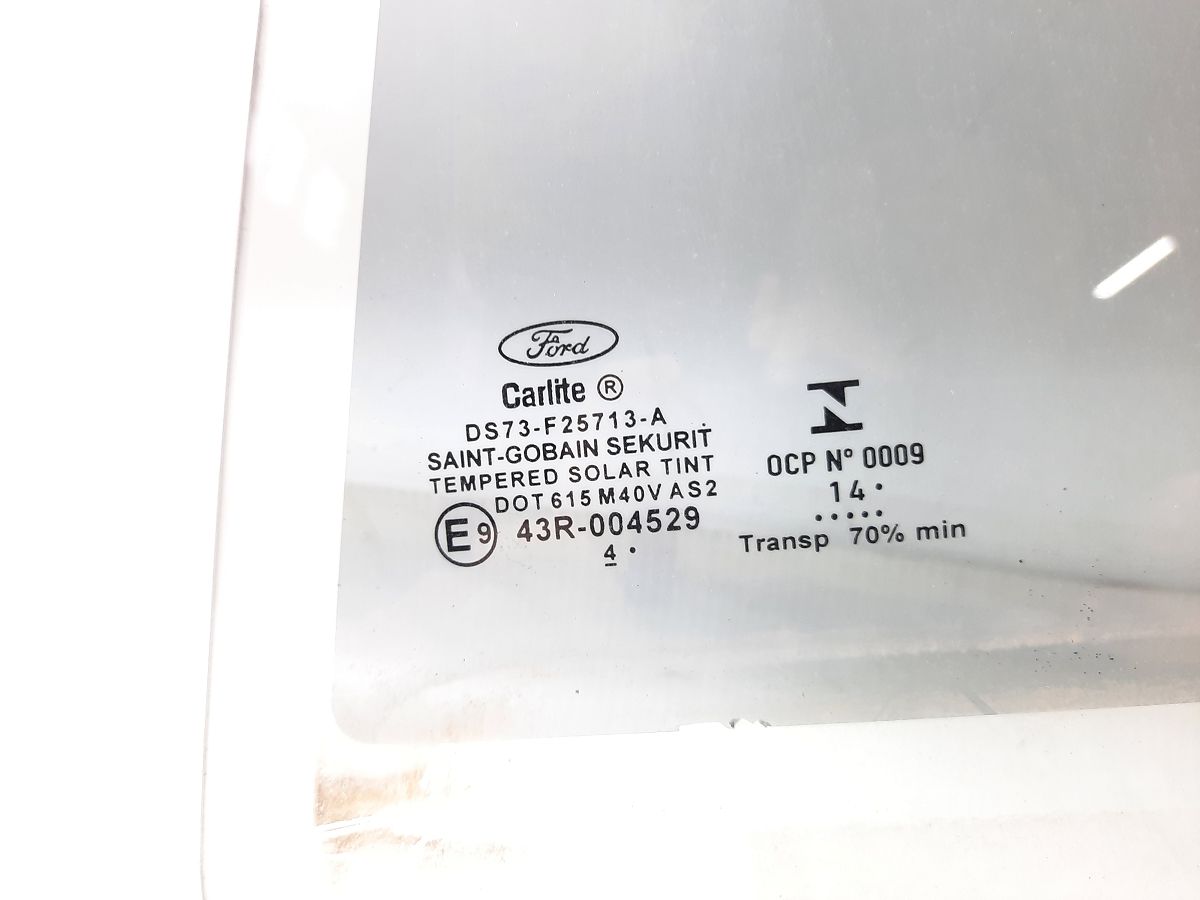 Ford
Carlite ®
DS73-F25713-A
SAINT-GOBAIN SEKURIT
TEMPERED SOLAR TINT
DOT 615 M40V AS2
E9 43R-004529
4 .
OCP Nº 0009
14 .
.....
Transp 70% min